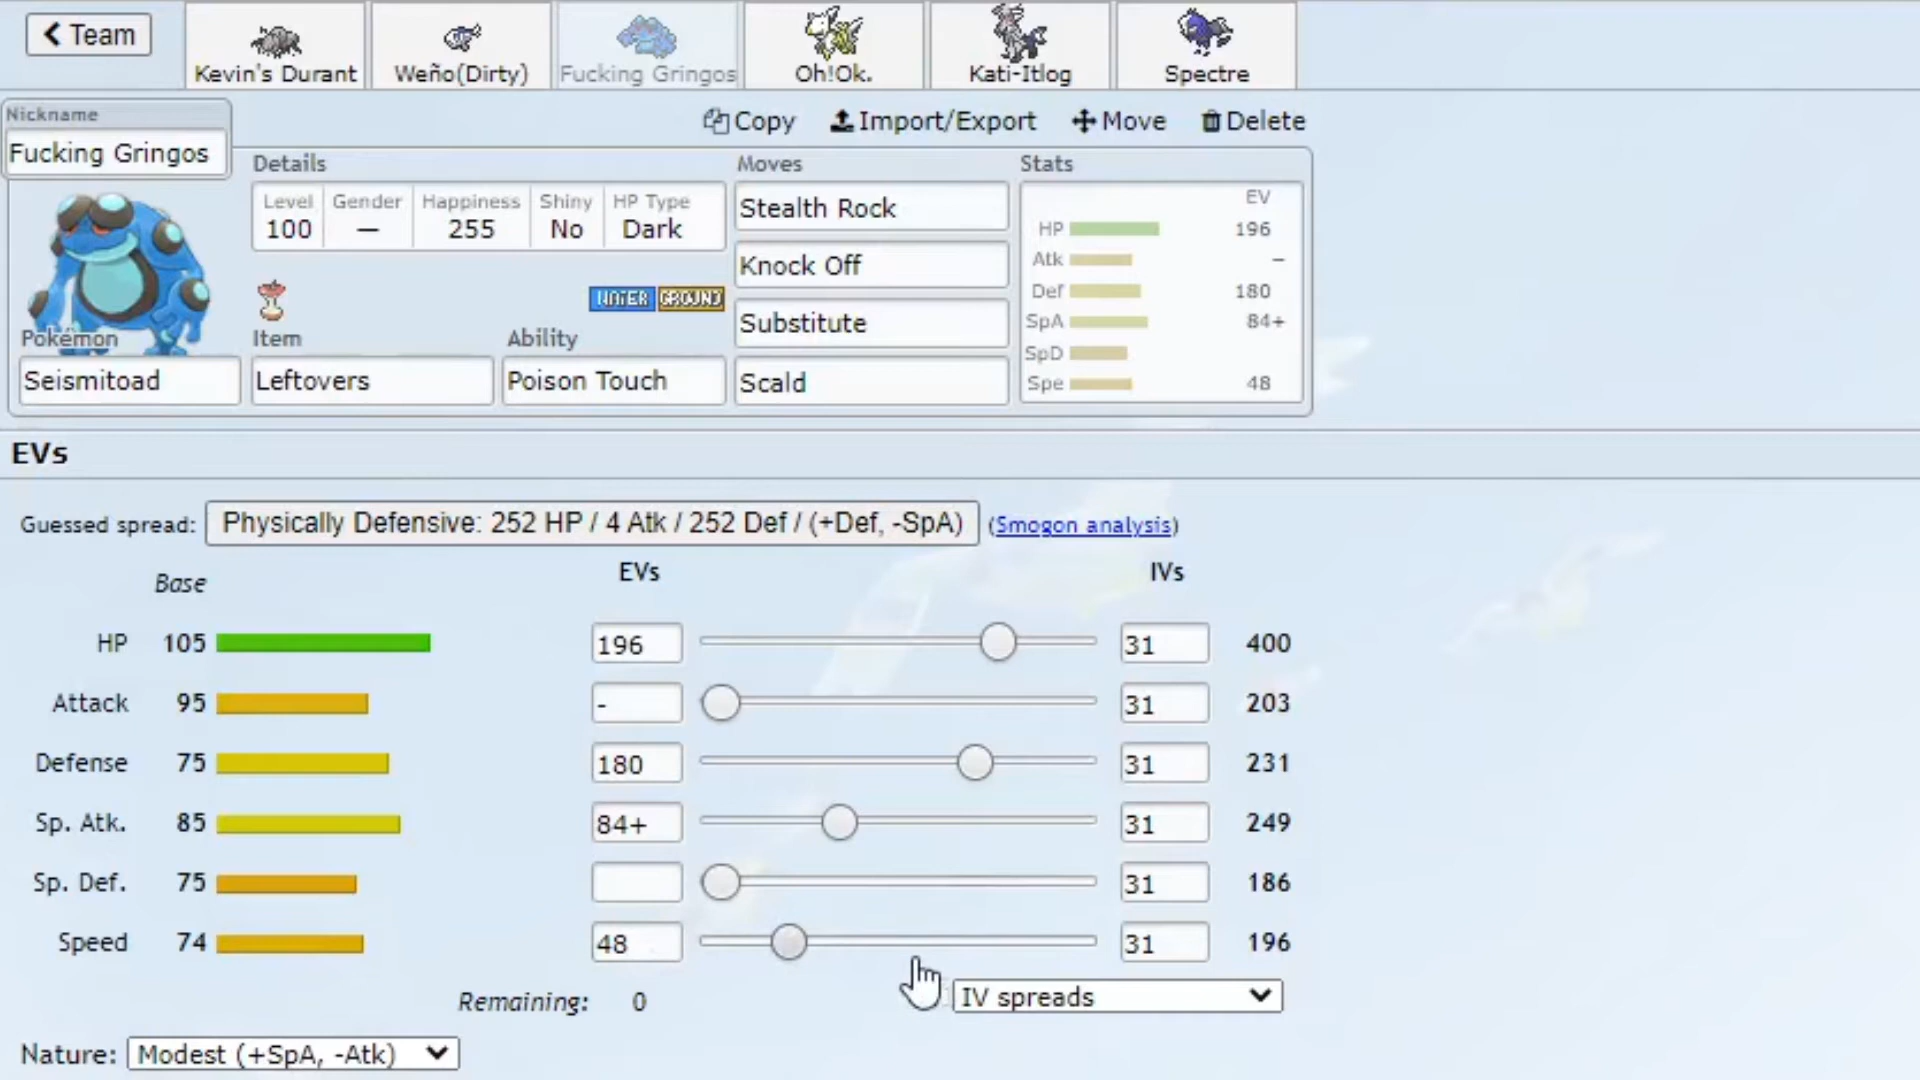 Team
Kevin's Durant
Weño(Dirty)
Fucking Gringos
Oh!Ok.
Kati-Itlog
Spectre
Nickname
Fucking Gringos
Copy Import/Export Move Delete
Details
Level Gender Happiness Shiny HP Type
100 — 255 No Dark
WATER GROUND
Pokémon
Seismitoad
Item
Leftovers
Ability
Poison Touch
Moves
Stealth Rock
Knock Off
Substitute
Scald
Stats
EV
HP 196
Atk –
Def 180
SpA 84+
SpD
Spe 48
EVs
Guessed spread: Physically Defensive: 252 HP / 4 Atk / 252 Def / (+Def, -SpA) (Smogon analysis)
Base EVs IVs
HP 105 196 31 400
Attack 95 - 31 203
Defense 75 180 31 231
Sp. Atk. 85 84+ 31 249
Sp. Def. 75 31 186
Speed 74 48 31 196
Remaining: 0 IV spreads
Nature: Modest (+SpA, -Atk)